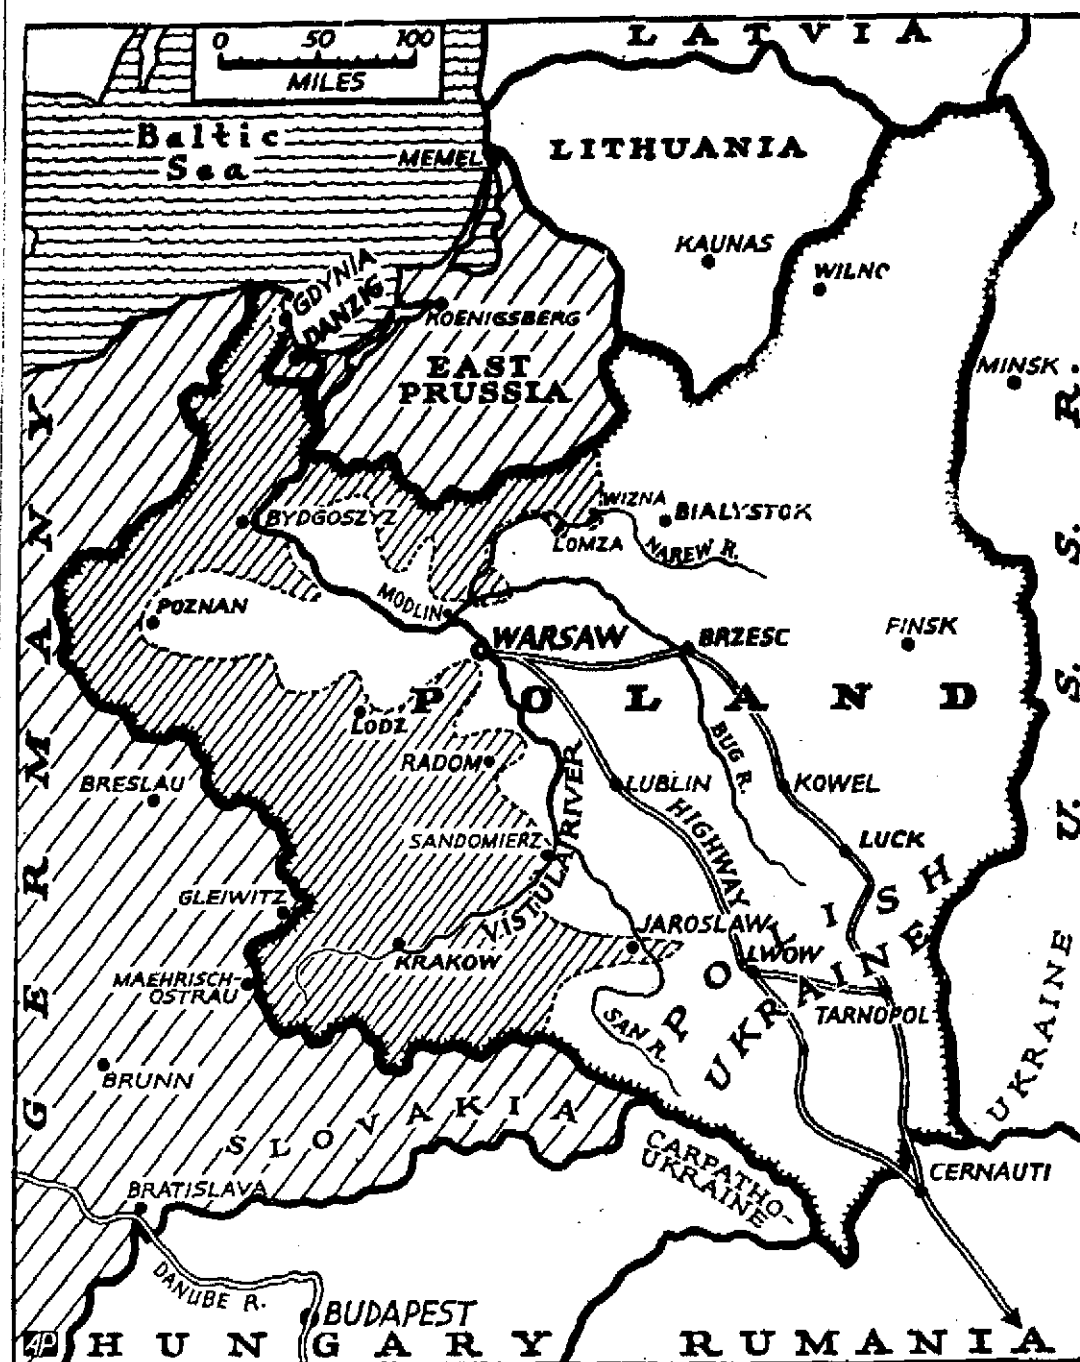 LATVIA
0 50 100
MILES
Baltic
Sea
MEMEL
LITHUANIA
KAUNAS
WILNO
GDYNIA
DANZIG
KOENIGSBERG
EAST
PRUSSIA
MINSK
GERMANY
U.S.S.R.
WIZNA
BIALYSTOK
BYDGOSZYZ
LOMZA
NAREW R.
MODLIN
POZNAN
WARSAW
BRZESC
FINSK
POLAND
LODZ
BUG R.
RADOM
BRESLAU
LUBLIN
KOWEL
VISTULA RIVER
HIGHWAY
SANDOMIERZ
LUCK
GLEIWITZ
JAROSLAW
KRAKOW
LWOW
POLISH
UKRAINE
MAEHRISCH-
OSTRAU
TARNOPOL
SAN R.
UKRAINE
BRUNN
SLOVAKIA
CARPATHO-
UKRAINE
CERNAUTI
BRATISLAVA
DANUBE R.
BUDAPEST
AP
HUNGARY
RUMANIA